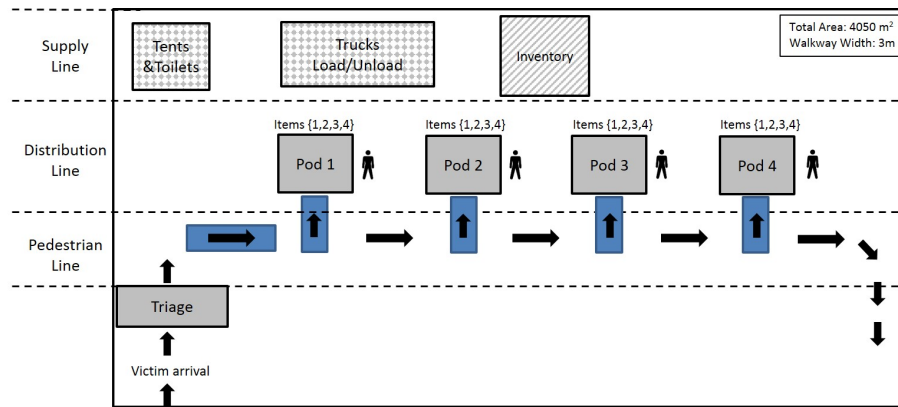 Supply
Line
Tents
&Toilets
Trucks
Load/Unload
Inventory
Total Area: 4050 m²
Walkway Width: 3m
Distribution
Line
Items {1,2,3,4}
Pod 1
Items {1,2,3,4}
Pod 2
Items {1,2,3,4}
Pod 3
Items {1,2,3,4}
Pod 4
Pedestrian
Line
Triage
Victim arrival